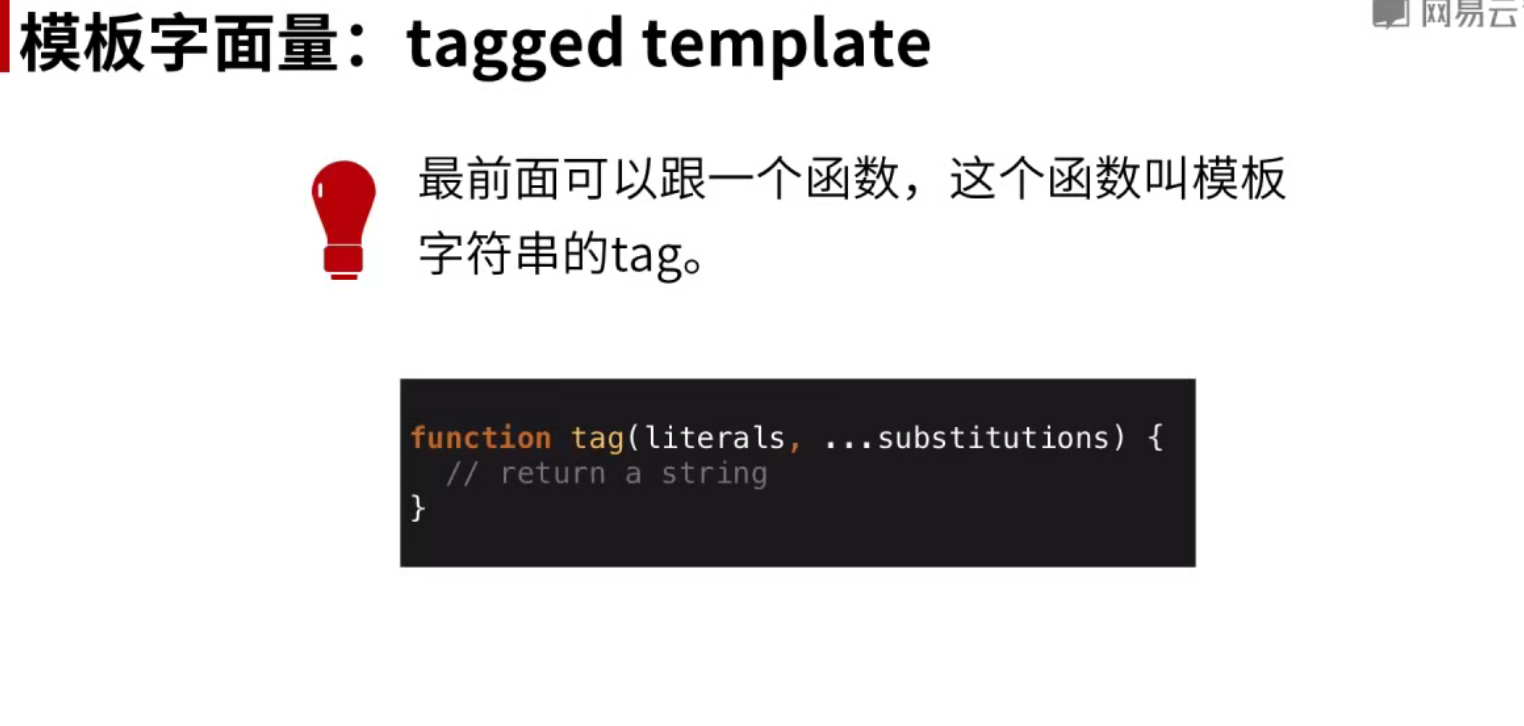 模板字面量：tagged template
网易云
最前面可以跟一个函数，这个函数叫模板
字符串的tag。
function tag(literals, ...substitutions) {
// return a string
}